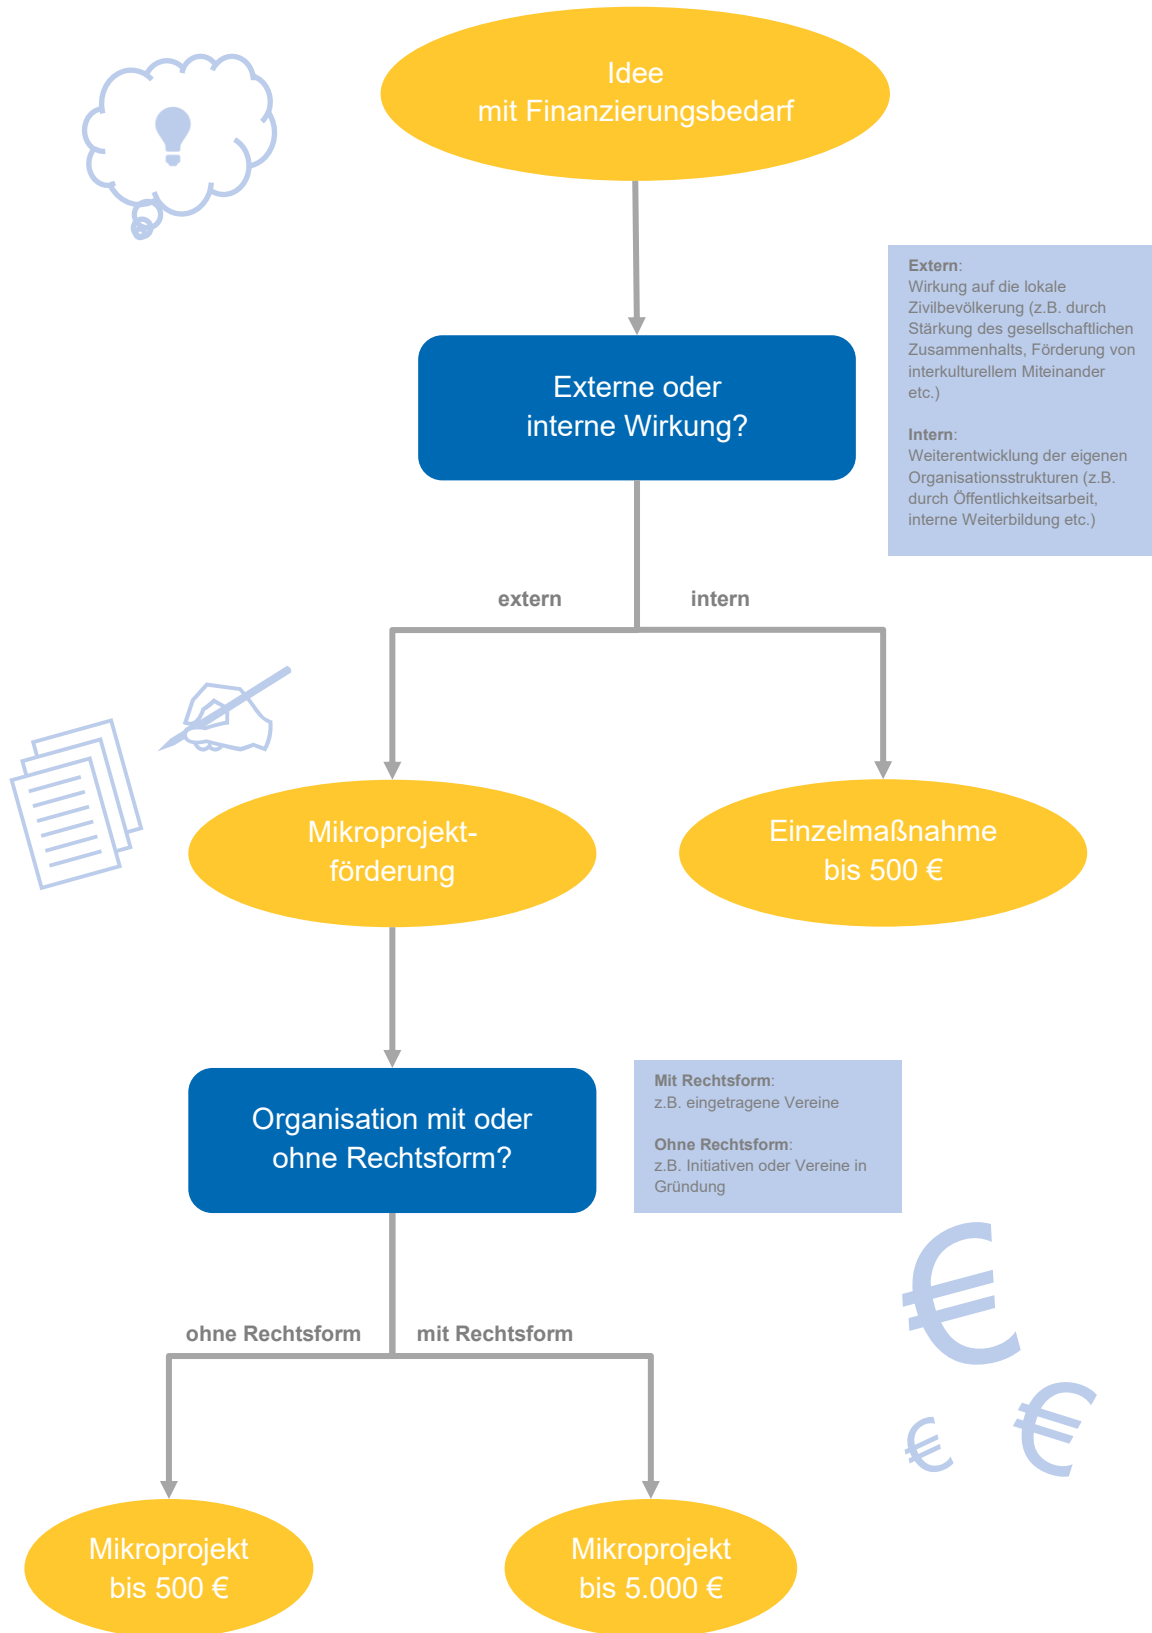 Idee
mit Finanzierungsbedarf
Extern:
Wirkung auf die lokale
Zivilbevölkerung (z.B. durch
Stärkung des gesellschaftlichen
Zusammenhalts, Förderung von
interkulturellem Miteinander
etc.)
Intern:
Weiterentwicklung der eigenen
Organisationsstrukturen (z.B.
durch Öffentlichkeitsarbeit,
interne Weiterbildung etc.)
Externe oder
interne Wirkung?
extern
intern
Mikroprojekt-
förderung
Einzelmaßnahme
bis 500 €
Organisation mit oder
ohne Rechtsform?
Mit Rechtsform:
z.B. eingetragene Vereine
Ohne Rechtsform:
z.B. Initiativen oder Vereine in
Gründung
ohne Rechtsform
mit Rechtsform
€
€
€
Mikroprojekt
bis 500 €
Mikroprojekt
bis 5.000 €